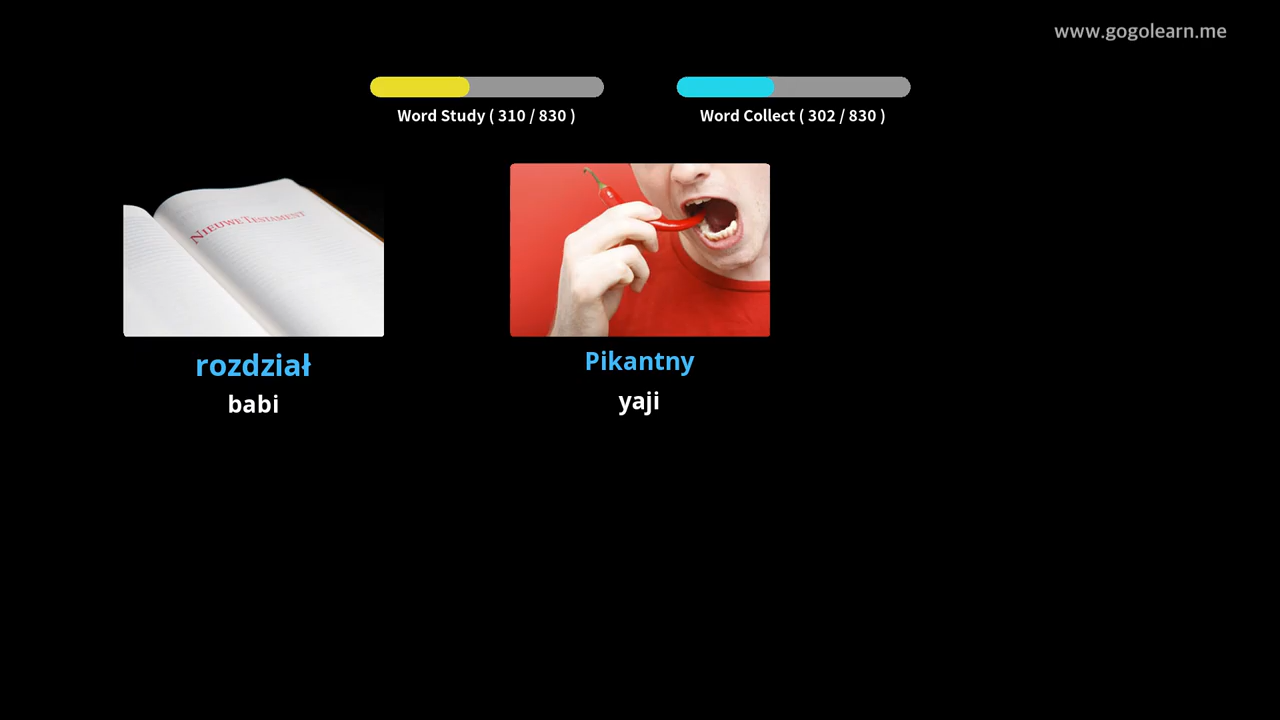 www.gogolearn.me
Word Study ( 310 / 830 )
Word Collect ( 302 / 830 )
NIEUWE TESTAMENT
rozdział
babi
Pikantny
yaji